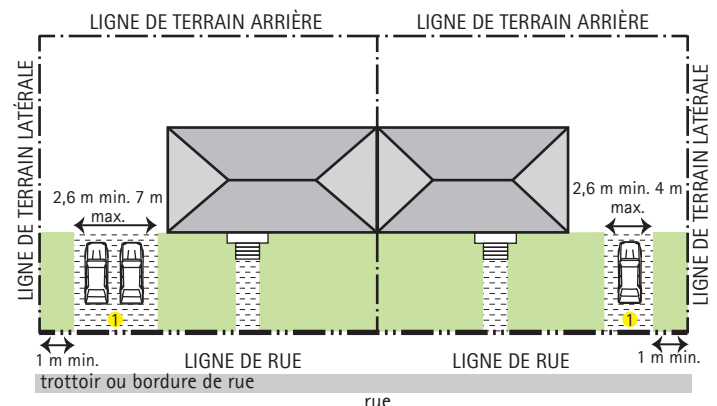 LIGNE DE TERRAIN ARRIÈRE
LIGNE DE TERRAIN ARRIÈRE
LIGNE DE TERRAIN LATÉRALE
LIGNE DE TERRAIN LATÉRALE
2,6 m min. 7 m
max.
2,6 m min. 4 m
max.
1
1
1 m min.
LIGNE DE RUE
LIGNE DE RUE
1 m min.
trottoir ou bordure de rue
rue